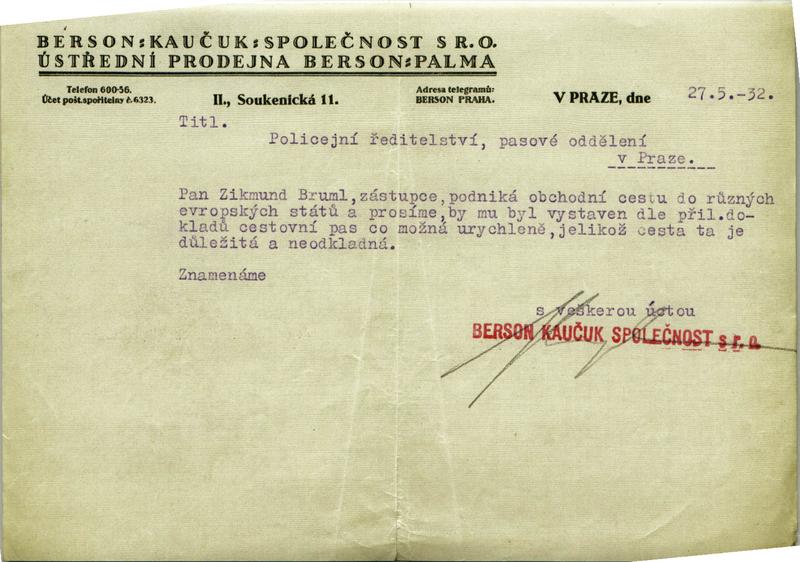 BERSON:KAUČUK:SPOLEČNOST S R.O.
ÚSTŘEDNÍ PRODEJNA BERSON:PALMA
Telefon 600-56.
Účet pošt.spořitelny č.6323.
II., Soukenická 11.
Adresa telegramů:
BERSON PRAHA.
V PRAZE, dne 27.5.-32.
Titl.
Policejní ředitelství, pasové oddělení
v Praze.
Pan Zikmund Bruml,zástupce,podniká obchodní cestu do různých
evropských států a prosíme,by mu byl vystaven dle příl.do-
kladů cestovní pas co možná urychleně,jelikož cesta ta je
důležitá a neodkladná.
Znamenáme
s veškerou úctou
BERSON KAUČUK SPOLEČNOST s r. o.